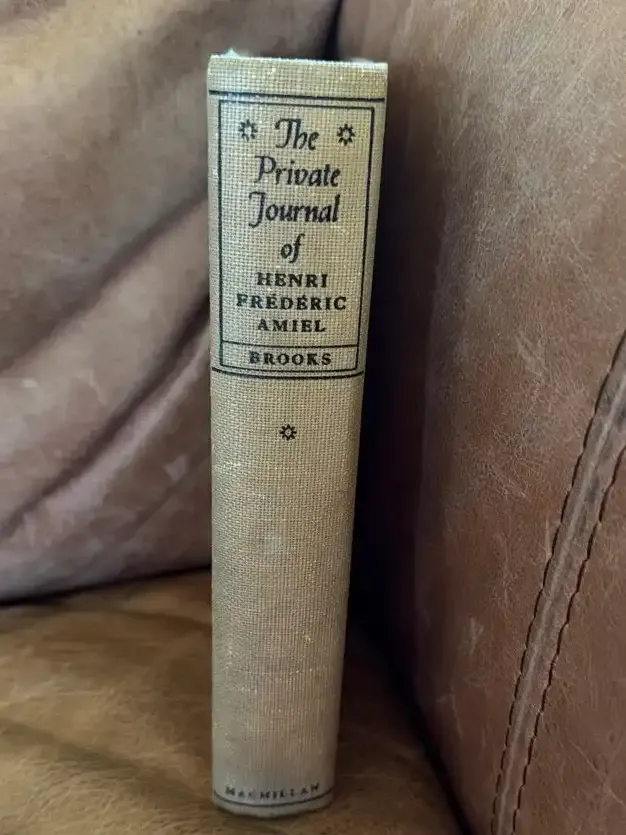 The
Private
Journal
of
HENRI
FRÉDÉRIC
AMIEL
BROOKS
MACMILLAN